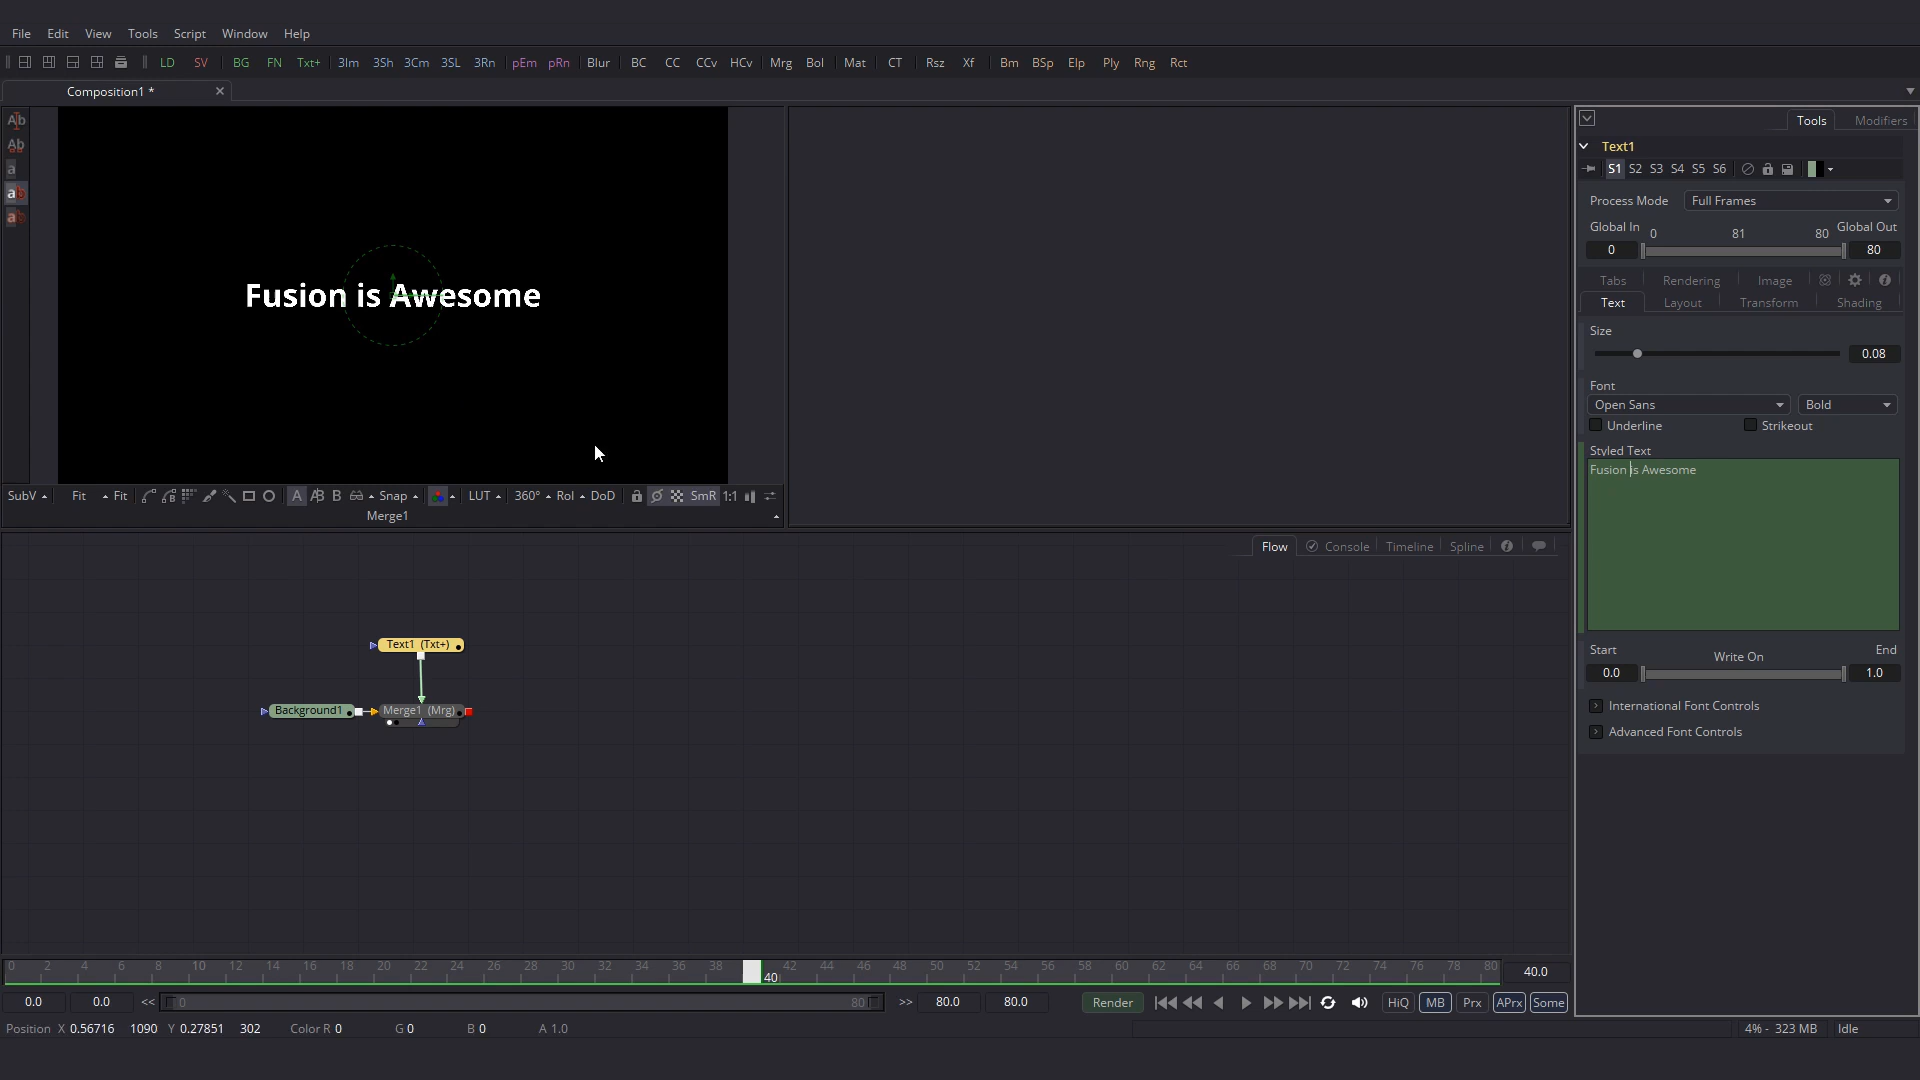 File Edit View Tools Script Window Help
LD SV BG FN Txt+ 3Im 3Sh 3Cm 3SL 3Rn pEm pRn Blur BC CC CCv HCv Mrg Bol Mat CT Rsz Xf Bm BSp Elp Ply Rng Rct
Composition1 *
Ab
Ab
a
ab
ab
Fusion is Awesome
SubV Fit Fit A AB B Snap LUT 360° RoI DoD SmR 1:1
Merge1
Tools Modifiers
Text1
S1 S2 S3 S4 S5 S6
Process Mode Full Frames
Global In 0 81 80 Global Out
0 80
Tabs Rendering Image
Text Layout Transform Shading
Size
0.08
Font
Open Sans Bold
Underline Strikeout
Styled Text
Fusion is Awesome
Start Write On End
0.0 1.0
International Font Controls
Advanced Font Controls
Flow Console Timeline Spline
Text1 (Txt+)
Background1 Merge1 (Mrg)
0 2 4 6 8 10 12 14 16 18 20 22 24 26 28 30 32 34 36 38 40 42 44 46 48 50 52 54 56 58 60 62 64 66 68 70 72 74 76 78 80 40.0
0.0 0.0 << 0 80 >> 80.0 80.0 Render HiQ MB Prx APrx Some
Position X 0.56716 1090 Y 0.27851 302 Color R 0 G 0 B 0 A 1.0 4% - 323 MB Idle